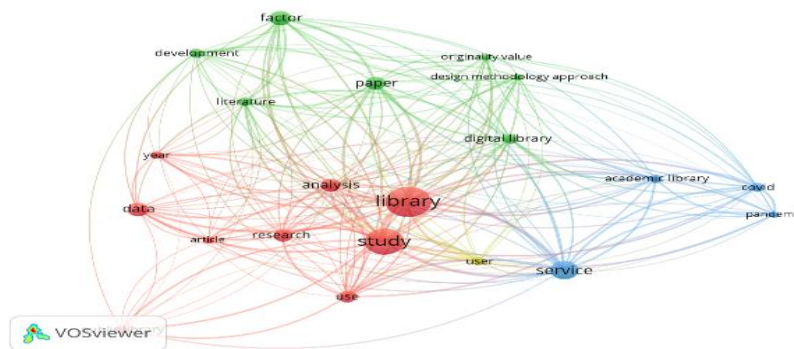 factor
development
originality value
design methodology approach
paper
literature
digital library
year
analysis
academic library
covid
library
data
pandem
article
research
study
user
service
use
VOSviewer